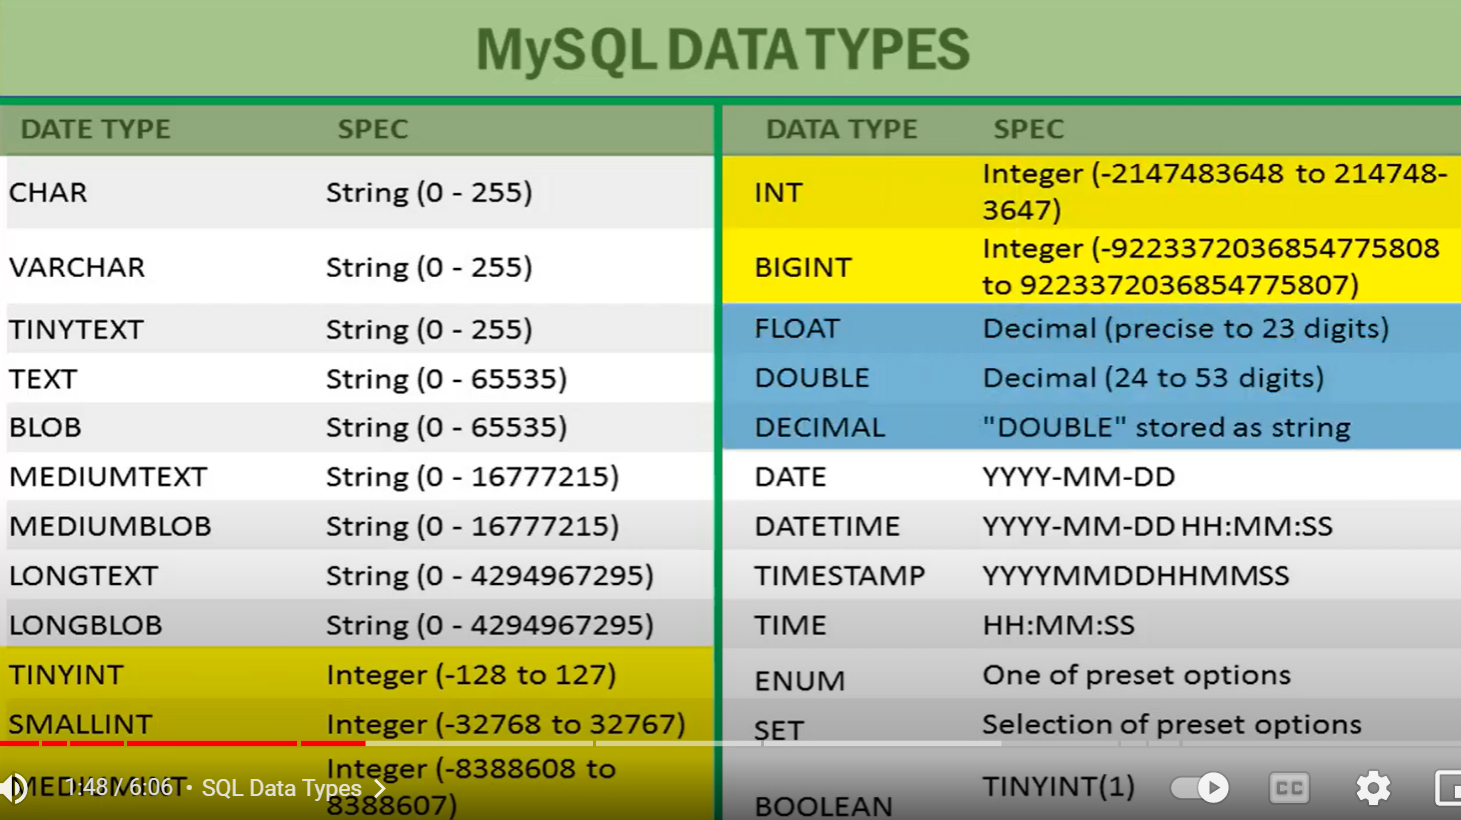 MySQL DATA TYPES
DATE TYPE SPEC
CHAR String (0 - 255)
VARCHAR String (0 - 255)
TINYTEXT String (0 - 255)
TEXT String (0 - 65535)
BLOB String (0 - 65535)
MEDIUMTEXT String (0 - 16777215)
MEDIUMBLOB String (0 - 16777215)
LONGTEXT String (0 - 4294967295)
LONGBLOB String (0 - 4294967295)
TINYINT Integer (-128 to 127)
SMALLINT Integer (-32768 to 32767)
MEDIUMINT Integer (-8388608 to
8388607)
DATA TYPE SPEC
INT Integer (-2147483648 to 214748-
3647)
BIGINT Integer (-9223372036854775808
to 9223372036854775807)
FLOAT Decimal (precise to 23 digits)
DOUBLE Decimal (24 to 53 digits)
DECIMAL "DOUBLE" stored as string
DATE YYYY-MM-DD
DATETIME YYYY-MM-DD HH:MM:SS
TIMESTAMP YYYYMMDDHHMMSS
TIME HH:MM:SS
ENUM One of preset options
SET Selection of preset options
BOOLEAN TINYINT(1)
1:48 / 6:06 • SQL Data Types
CC